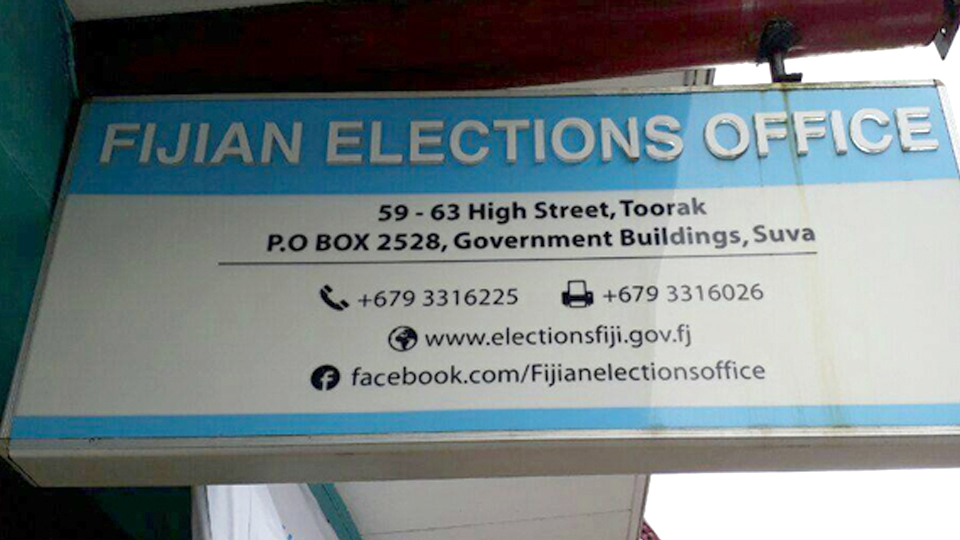 FIJIAN ELECTIONS OFFICE
59 - 63 High Street, Toorak
P.O BOX 2528, Government Buildings, Suva
+679 3316225 +679 3316026
www.electionsfiji.gov.fj
facebook.com/Fijianelectionsoffice